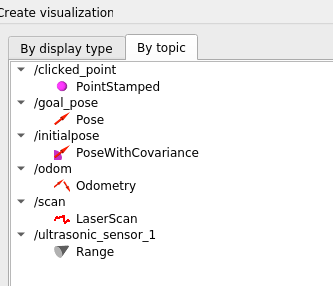 Create visualization
By display type
By topic
/clicked_point
PointStamped
/goal_pose
Pose
/initialpose
PoseWithCovariance
/odom
Odometry
/scan
LaserScan
/ultrasonic_sensor_1
Range